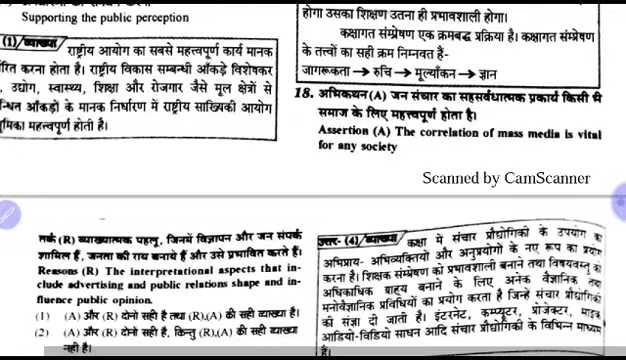 Supporting the public perception
(1)/व्याख्या राष्ट्रीय आयोग का सबसे महत्वपूर्ण कार्य मानक
करना होता है। राष्ट्रीय विकास सम्बन्धी आँकड़े विशेषकर
, उद्योग, स्वास्थ्य, शिक्षा और रोजगार जैसे मूल क्षेत्रों से
आँकड़ों के मानक निर्धारण में राष्ट्रीय साख्यिकी आयोग
महत्त्वपूर्ण होती है।
होगा उसका शिक्षण उतना ही प्रभावशाली होगा।
कक्षागत संम्प्रेषण एक क्रमबद्ध प्रक्रिया है। कक्षागत संम्प्रेषण
के तत्त्वों का सही क्रम निम्नवत हैं-
जागरूकता → रुचि → मूल्याँकन → ज्ञान
18. अभिकथन (A) जन संचार का सहसर्वधात्मक प्रकार्य किसी भी
समाज के लिए महत्त्वपूर्ण होता है।
Assertion (A) The correlation of mass media is vital
for any society
Scanned by CamScanner
तर्क (R) व्याख्यात्मक पहलू, जिनमें विज्ञापन और जन संपर्क
शामिल हैं, जनता की राय बनाये हैं और उसे प्रभावित करते हैं।
Reasons (R) The interpretational aspects that in-
clude advertising and public relations shape and in-
fluence public opinion.
(1) (A) और (R) दोनो सही है तथा (R),(A) की सही व्याख्या है।
(2) (A) और (R) दोनो सही है, किन्तु (R),(A) की सही व्याख्या
नही है।
उत्तर- (4)/व्याख्या कक्षा में संचार प्रौद्योगिकी के उपयोग का
अभिप्राय- अभिव्यक्तियों और अनुप्रयोगों के नए रूप का प्रयोग
करना है। शिक्षक संम्प्रेषण को प्रभावशाली बनाने तथा विषयवस्तु को
अधिकाधिक ग्राहय बनाने के लिए अनेक वैज्ञानिक तथा
मनोवैज्ञानिक प्रविधियों का प्रयोग करता है जिन्हे संचार प्रौद्योगिकी
की संज्ञा दी जाती है। इंटरनेट, कम्प्यूटर, प्रोजेक्टर, माइक
आडियो-विडियो साधन आदि संचार प्रौद्योगिकी के विभिन्न माध्यम
हैं।